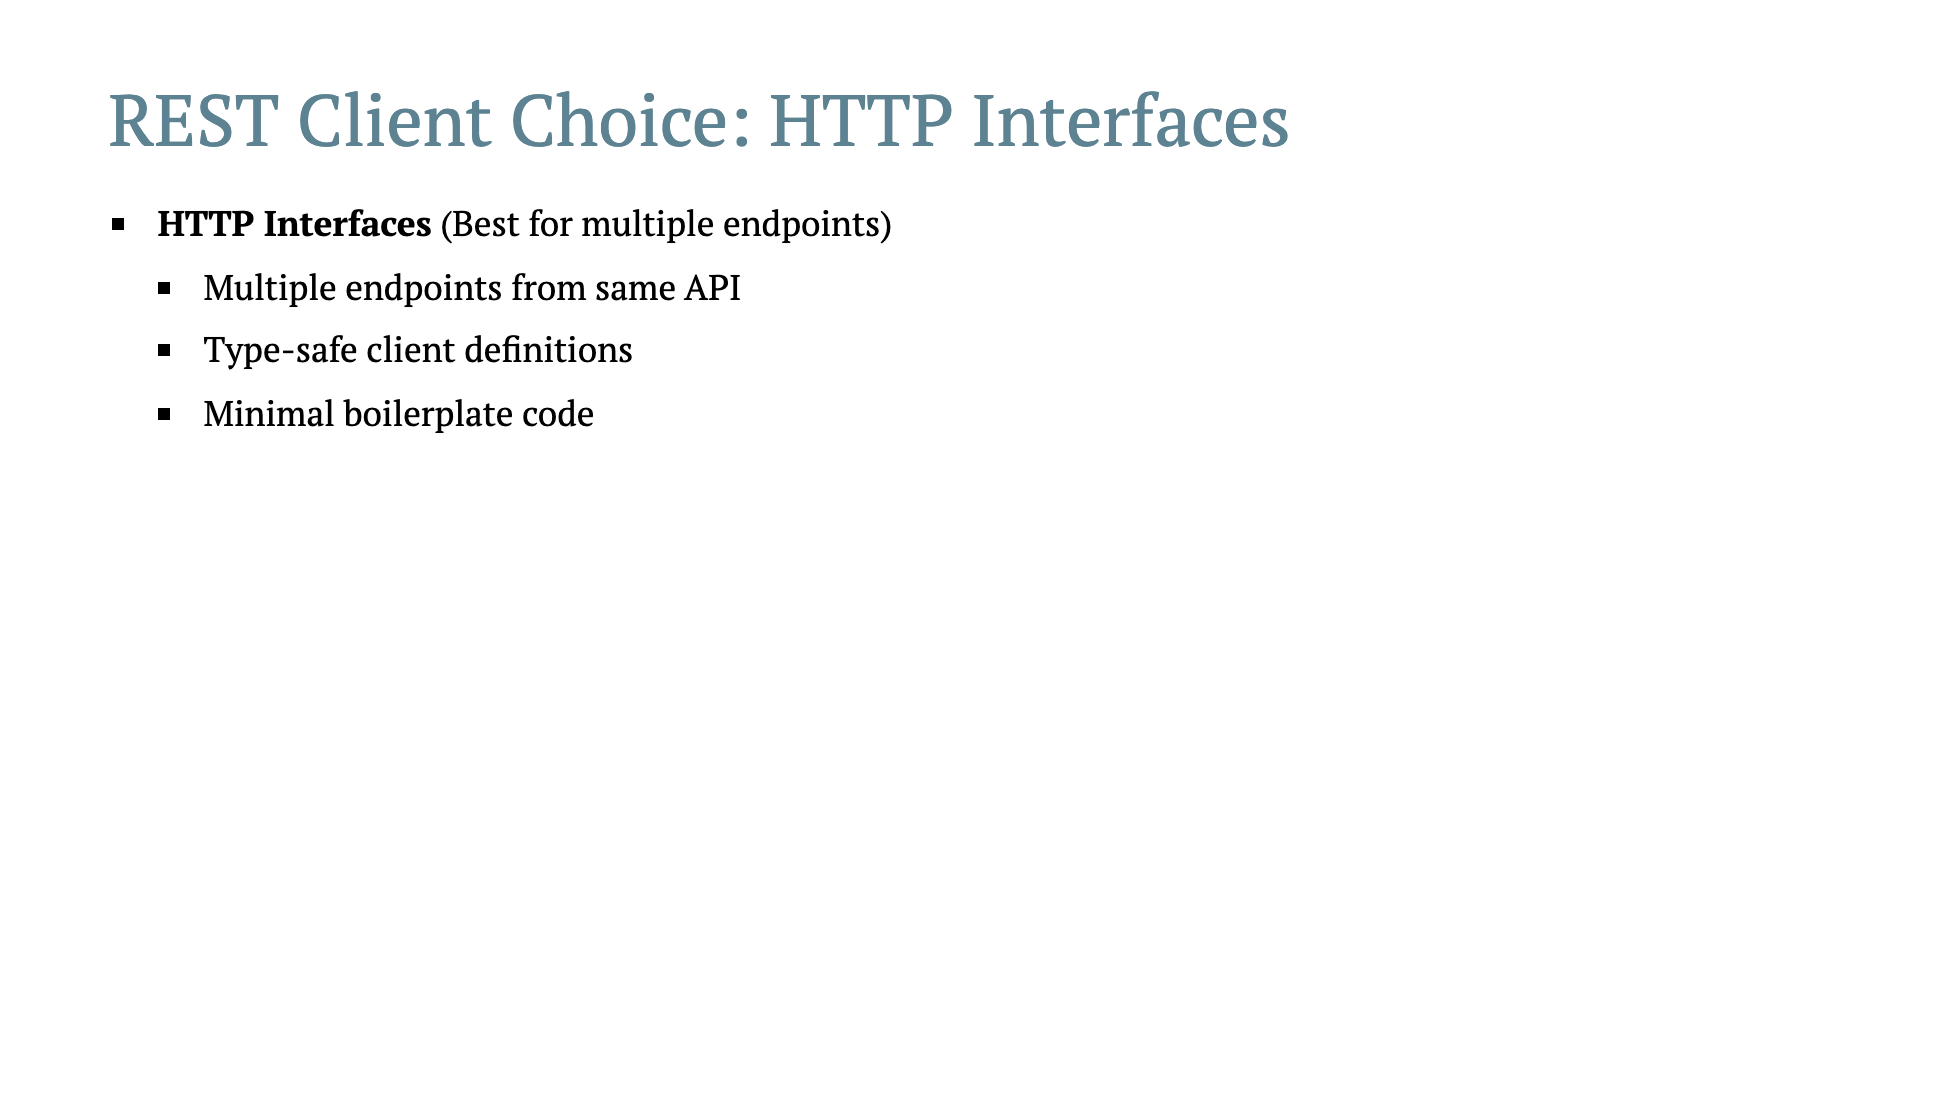 REST Client Choice: HTTP Interfaces
▪ HTTP Interfaces (Best for multiple endpoints)
▪ Multiple endpoints from same API
▪ Type-safe client definitions
▪ Minimal boilerplate code